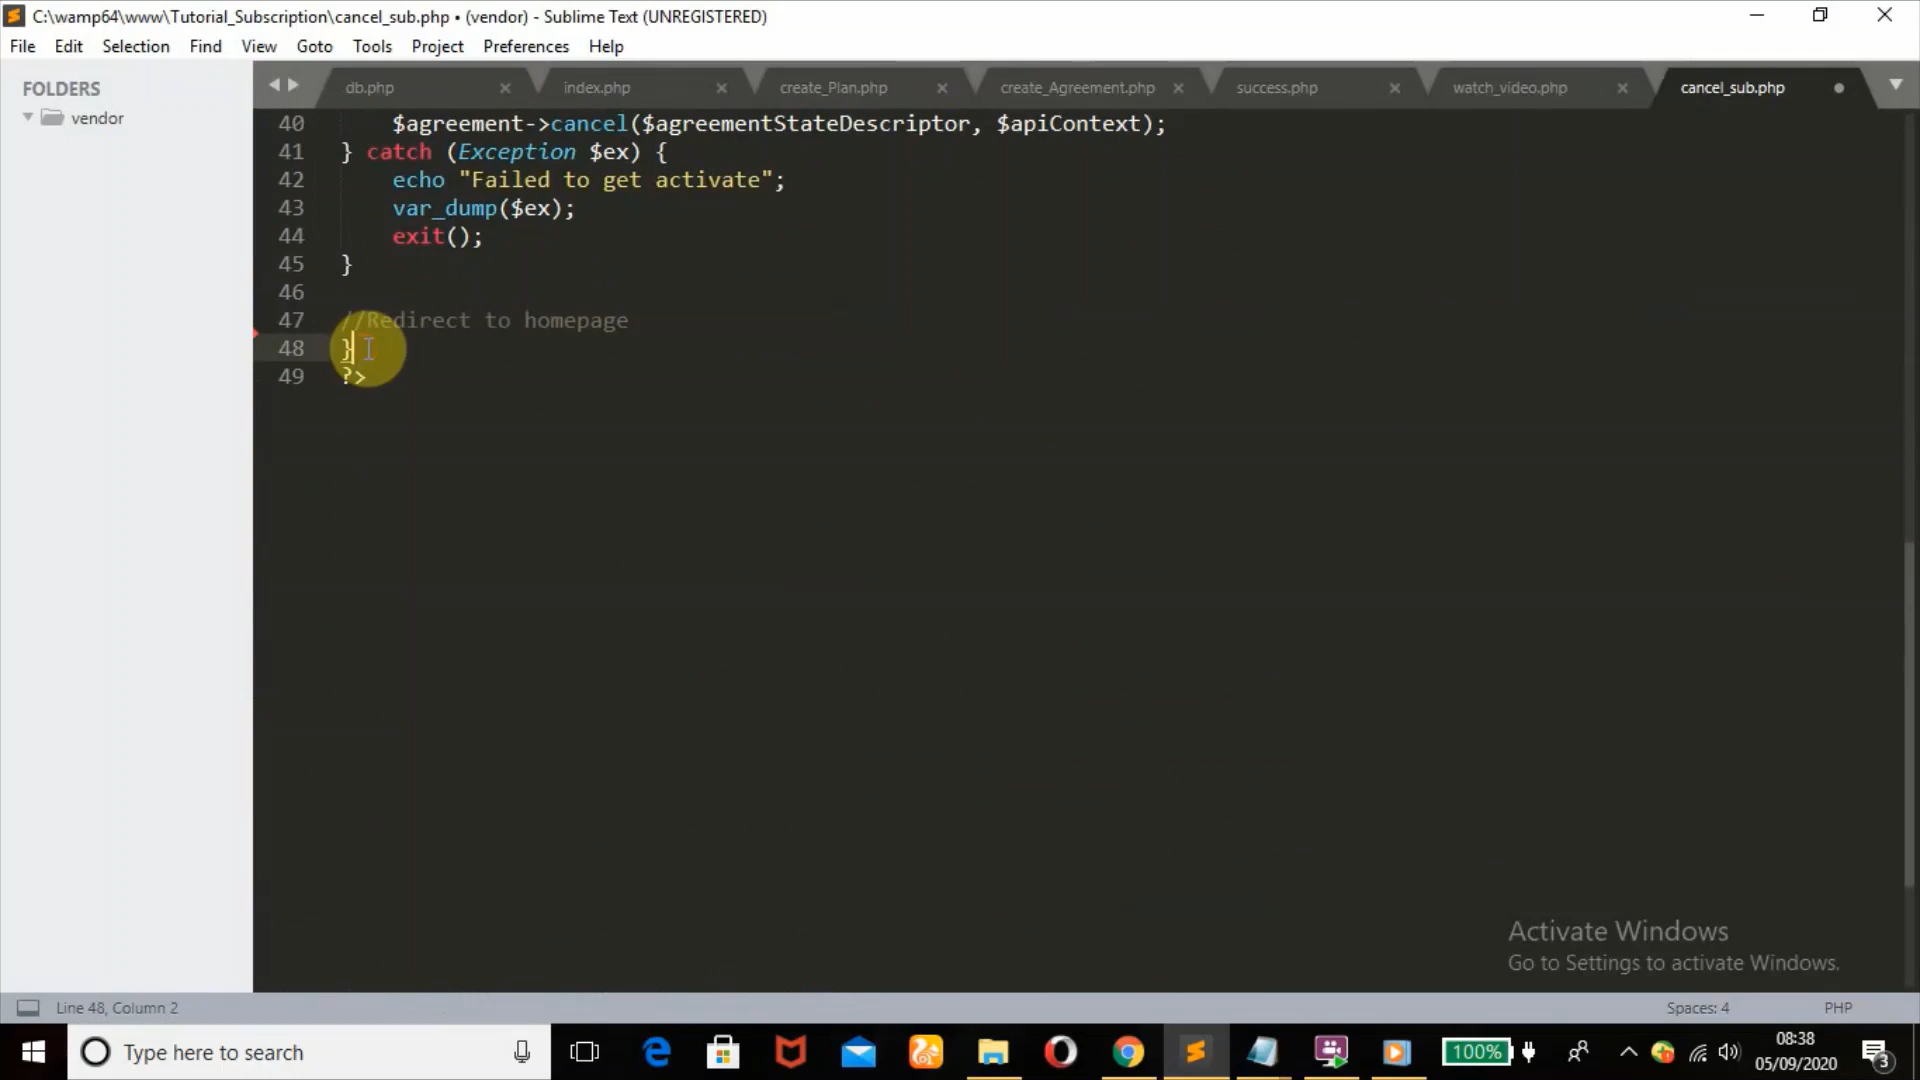 C:\wamp64\www\Tutorial_Subscription\cancel_sub.php • (vendor) - Sublime Text (UNREGISTERED)
File Edit Selection Find View Goto Tools Project Preferences Help
FOLDERS
vendor
db.php index.php create_Plan.php create_Agreement.php success.php watch_video.php cancel_sub.php
40 $agreement->cancel($agreementStateDescriptor, $apiContext);
41 } catch (Exception $ex) {
42 echo "Failed to get activate";
43 var_dump($ex);
44 exit();
45 }
46
47 //Redirect to homepage
48 }
49 ?>
Activate Windows
Go to Settings to activate Windows.
Line 48, Column 2 Spaces: 4 PHP
Type here to search 100% 08:38
05/09/2020 3